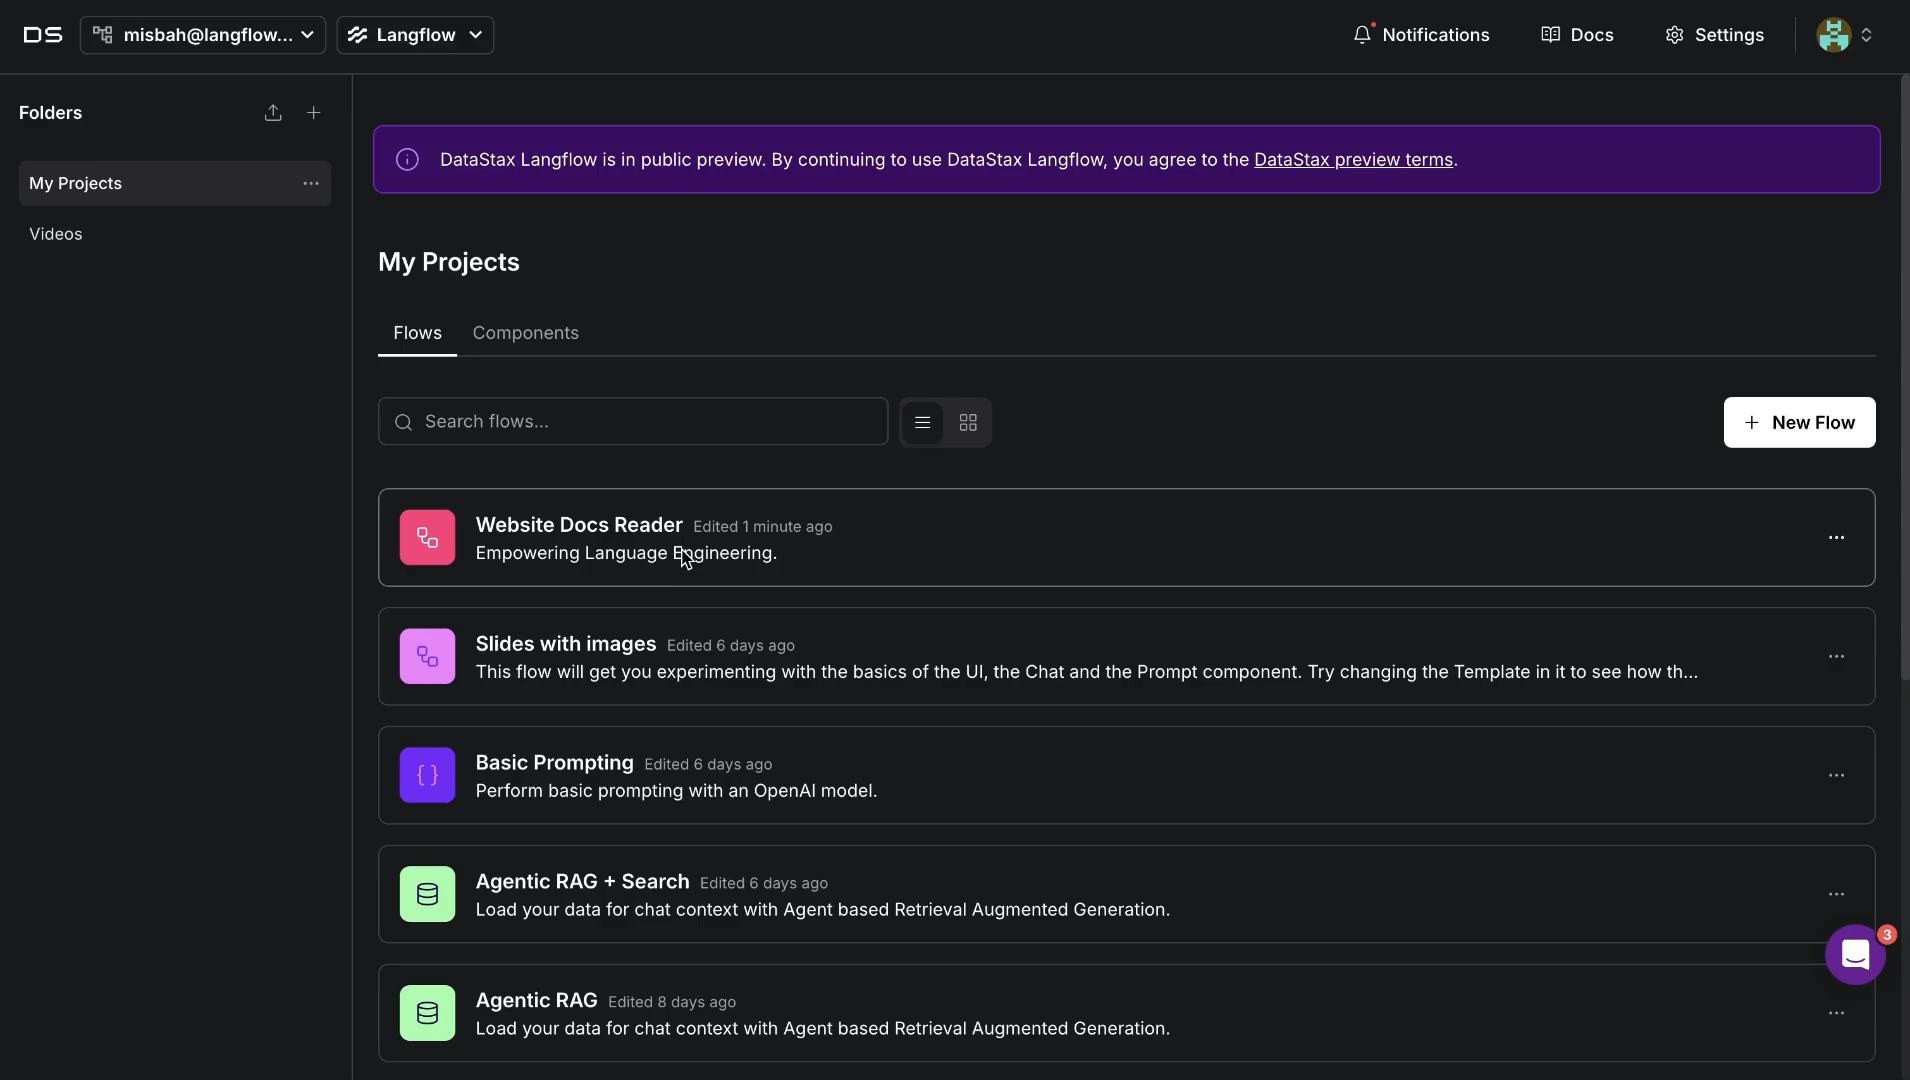 DS
misbah@langflow...
Langflow
Notifications
Docs
Settings
Folders
My Projects
Videos
DataStax Langflow is in public preview. By continuing to use DataStax Langflow, you agree to the DataStax preview terms.
My Projects
Flows
Components
Search flows...
New Flow
Website Docs Reader Edited 1 minute ago
Empowering Language Engineering.
Slides with images Edited 6 days ago
This flow will get you experimenting with the basics of the UI, the Chat and the Prompt component. Try changing the Template in it to see how th...
Basic Prompting Edited 6 days ago
Perform basic prompting with an OpenAI model.
Agentic RAG + Search Edited 6 days ago
Load your data for chat context with Agent based Retrieval Augmented Generation.
3
Agentic RAG Edited 8 days ago
Load your data for chat context with Agent based Retrieval Augmented Generation.